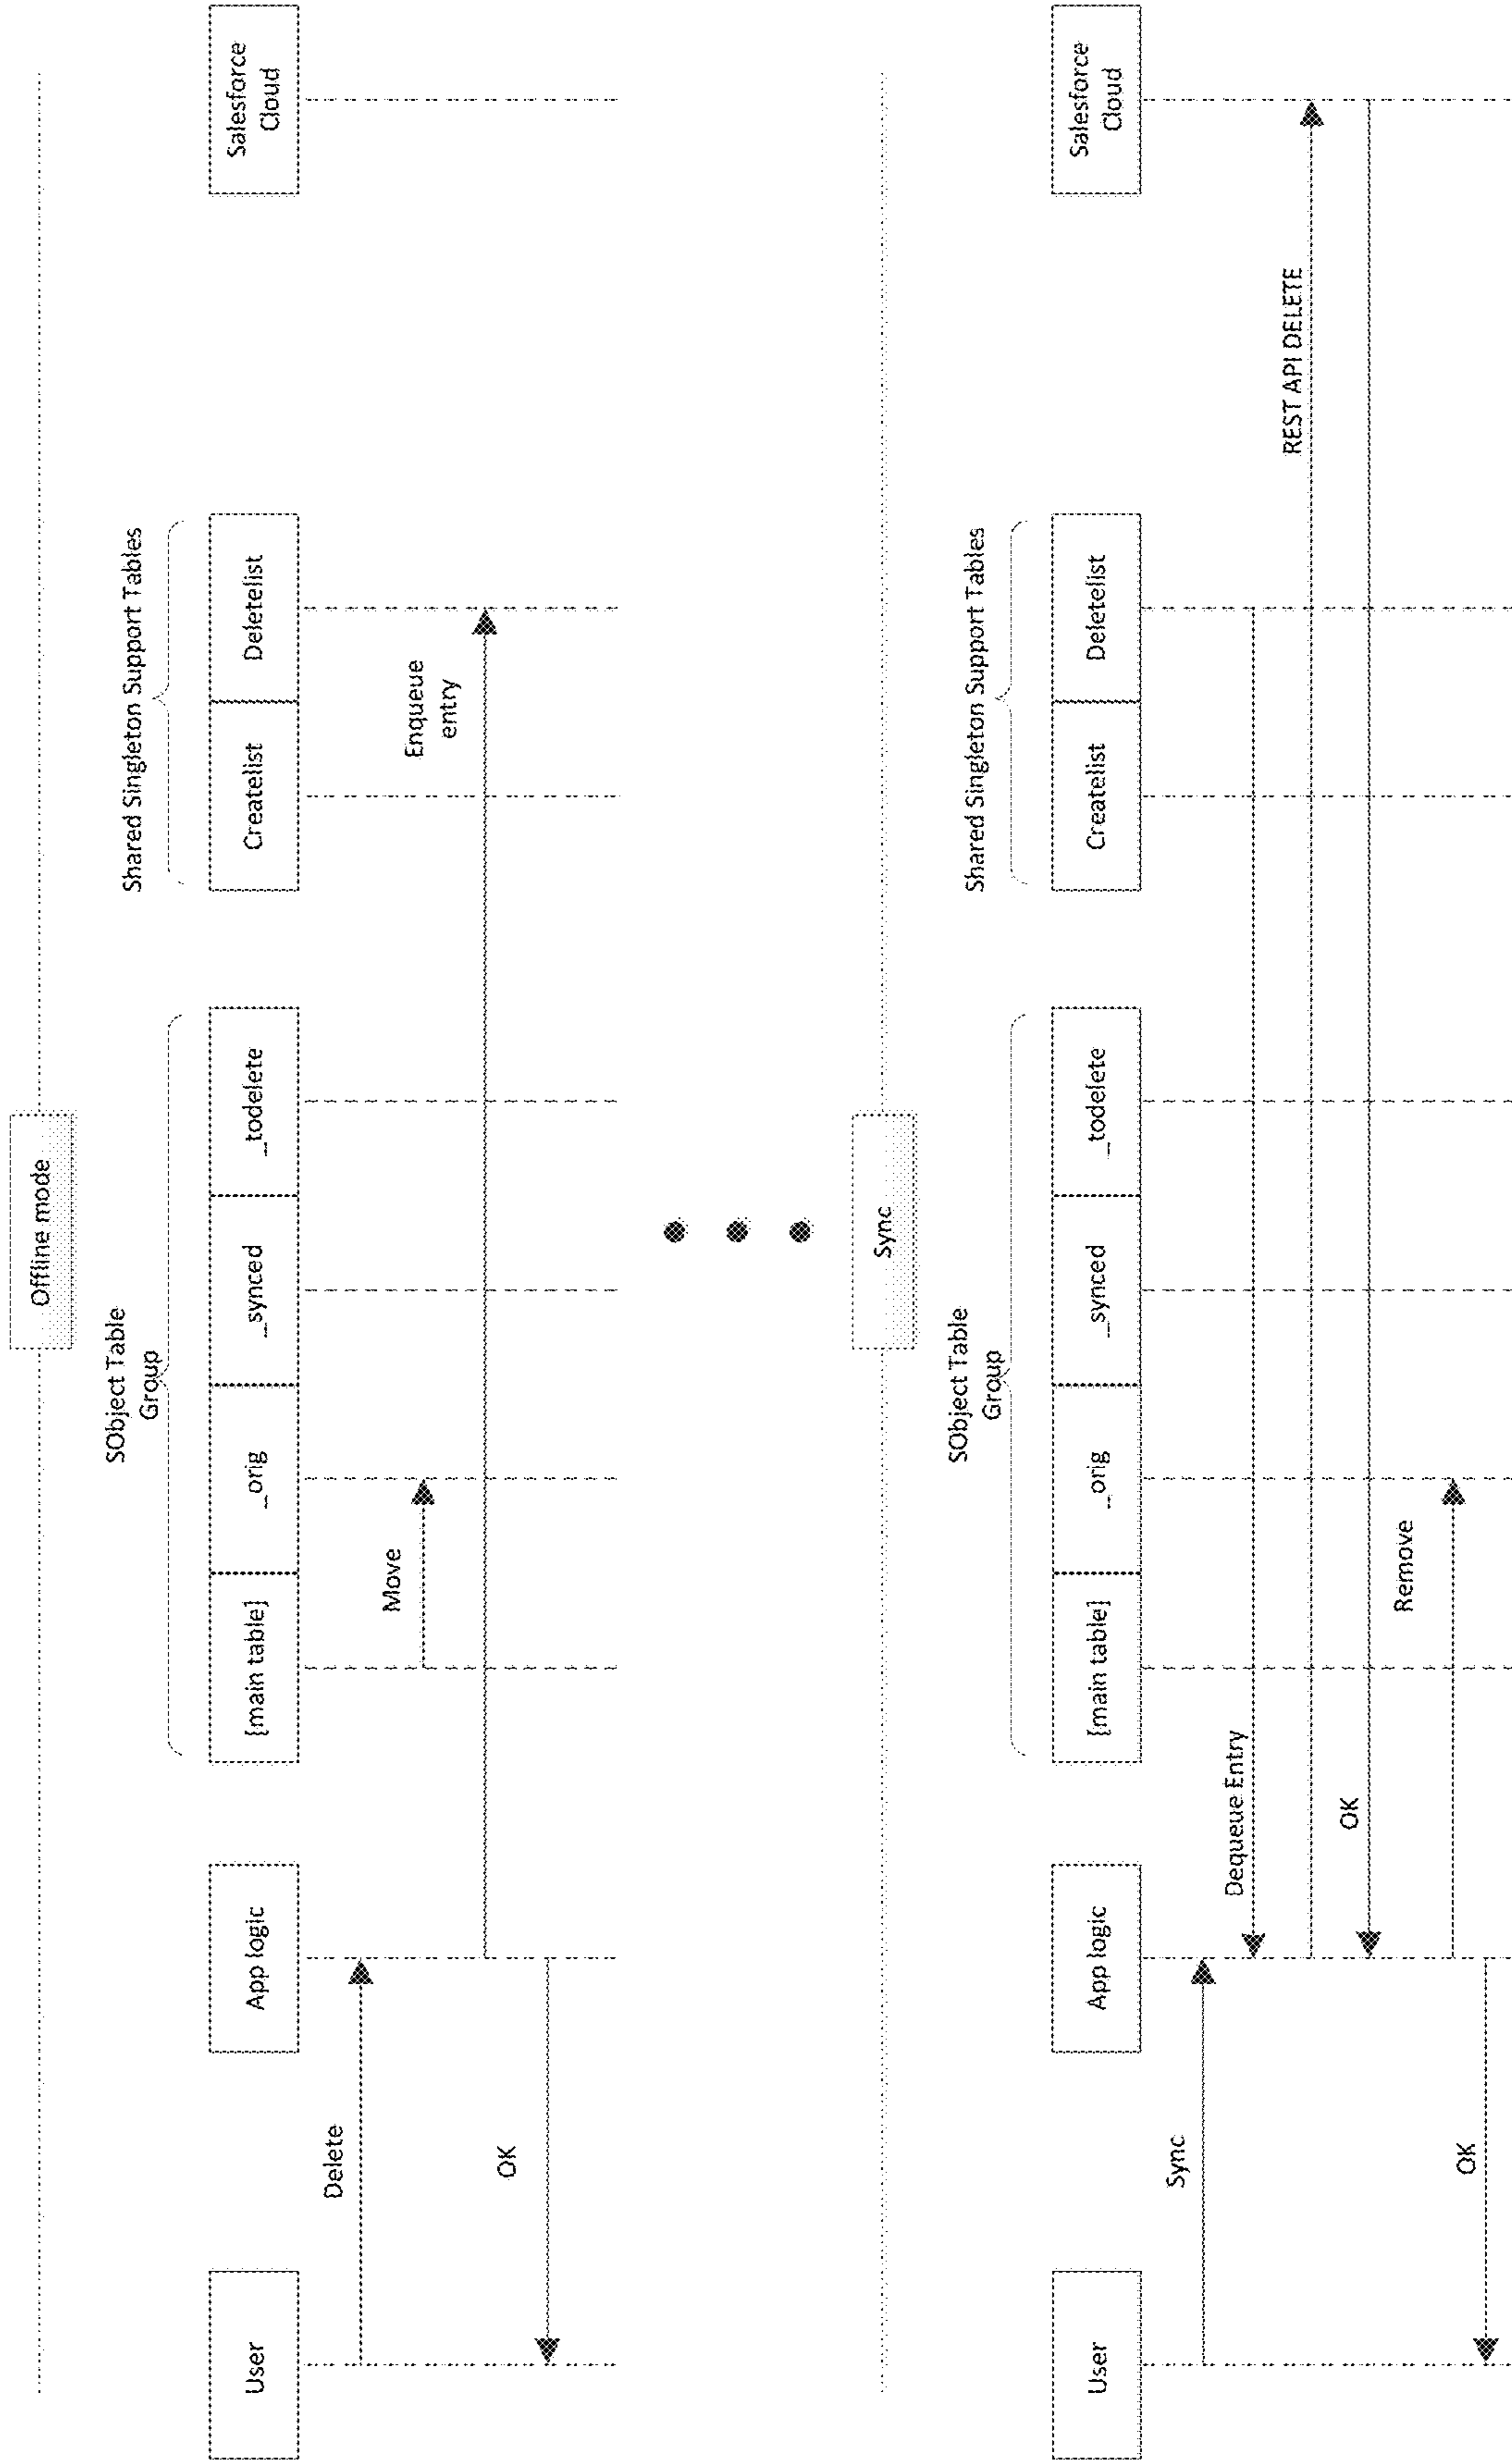 Offline mode
SObject Table
Group
Shared Singleton Support Tables
User
App logic
[main table]
_orig
_synced
_todelete
Createlist
Deletelist
Salesforce
Cloud
Delete
Move
Enqueue
entry
OK
Sync
SObject Table
Group
Shared Singleton Support Tables
User
App logic
[main table]
_orig
_synced
_todelete
Createlist
Deletelist
Salesforce
Cloud
Sync
Dequeue Entry
REST API DELETE
OK
Remove
OK